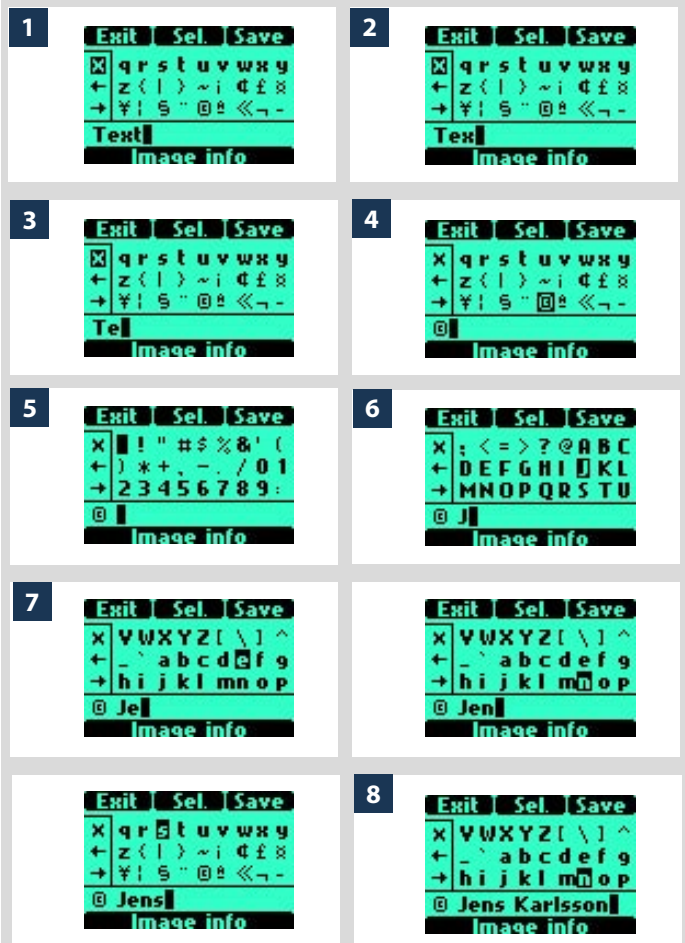 1
Exit Sel. Save
x q r s t u v w x y
← z { | } ~ ¡ ¢ £ ¤
→ ¥ ¦ § ¨ © ª « ¬ -
Text
Image info
2
Exit Sel. Save
x q r s t u v w x y
← z { | } ~ ¡ ¢ £ ¤
→ ¥ ¦ § ¨ © ª « ¬ -
Tex
Image info
3
Exit Sel. Save
x q r s t u v w x y
← z { | } ~ ¡ ¢ £ ¤
→ ¥ ¦ § ¨ © ª « ¬ -
Te
Image info
4
Exit Sel. Save
x q r s t u v w x y
← z { | } ~ ¡ ¢ £ ¤
→ ¥ ¦ § ¨ © ª « ¬ -
©
Image info
5
Exit Sel. Save
x ! " # $ % & ' (
← ) * + , - . / 0 1
→ 2 3 4 5 6 7 8 9 :
©
Image info
6
Exit Sel. Save
x ; < = > ? @ A B C
← D E F G H I J K L
→ M N O P Q R S T U
© J
Image info
7
Exit Sel. Save
x V W X Y Z [ \ ] ^
← _ ` a b c d e f g
→ h i j k l m n o p
© Je
Image info
Exit Sel. Save
x V W X Y Z [ \ ] ^
← _ ` a b c d e f g
→ h i j k l m n o p
© Jen
Image info
Exit Sel. Save
x q r s t u v w x y
← z { | } ~ ¡ ¢ £ ¤
→ ¥ ¦ § ¨ © ª « ¬ -
© Jens
Image info
8
Exit Sel. Save
x V W X Y Z [ \ ] ^
← _ ` a b c d e f g
→ h i j k l m n o p
© Jens Karlsson
Image info